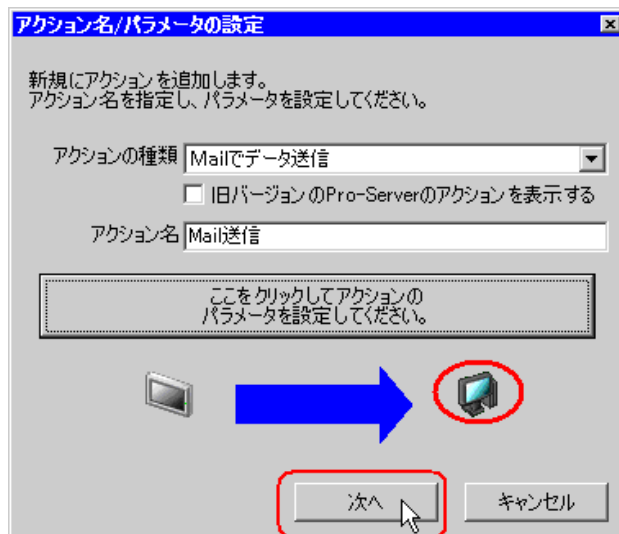 アクション名/パラメータの設定
新規にアクションを追加します。
アクション名を指定し、パラメータを設定してください。
アクションの種類 Mailでデータ送信
旧バージョンのPro-Serverのアクションを表示する
アクション名 Mail送信
ここをクリックしてアクションの
パラメータを設定してください。
次へ キャンセル